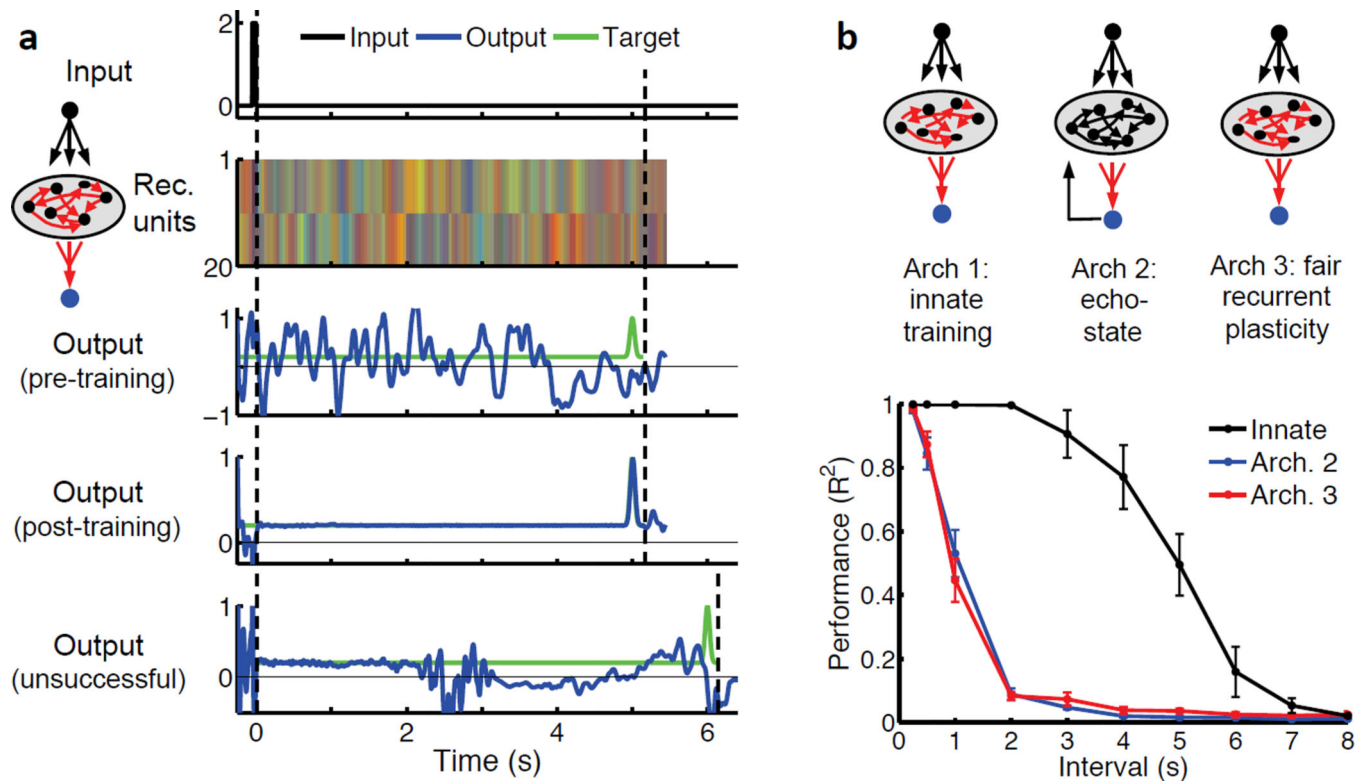 a
Input Output Target
2
0
Input
Rec.
units
1
20
Output
(pre-training)
1
−1
Output
(post-training)
1
0
Output
(unsuccessful)
1
0
0 2 4 6
Time (s)
b
Arch 1:
innate
training
Arch 2:
echo-
state
Arch 3: fair
recurrent
plasticity
Innate
Arch. 2
Arch. 3
Performance (R²)
1
0.8
0.6
0.4
0.2
0
0 1 2 3 4 5 6 7 8
Interval (s)